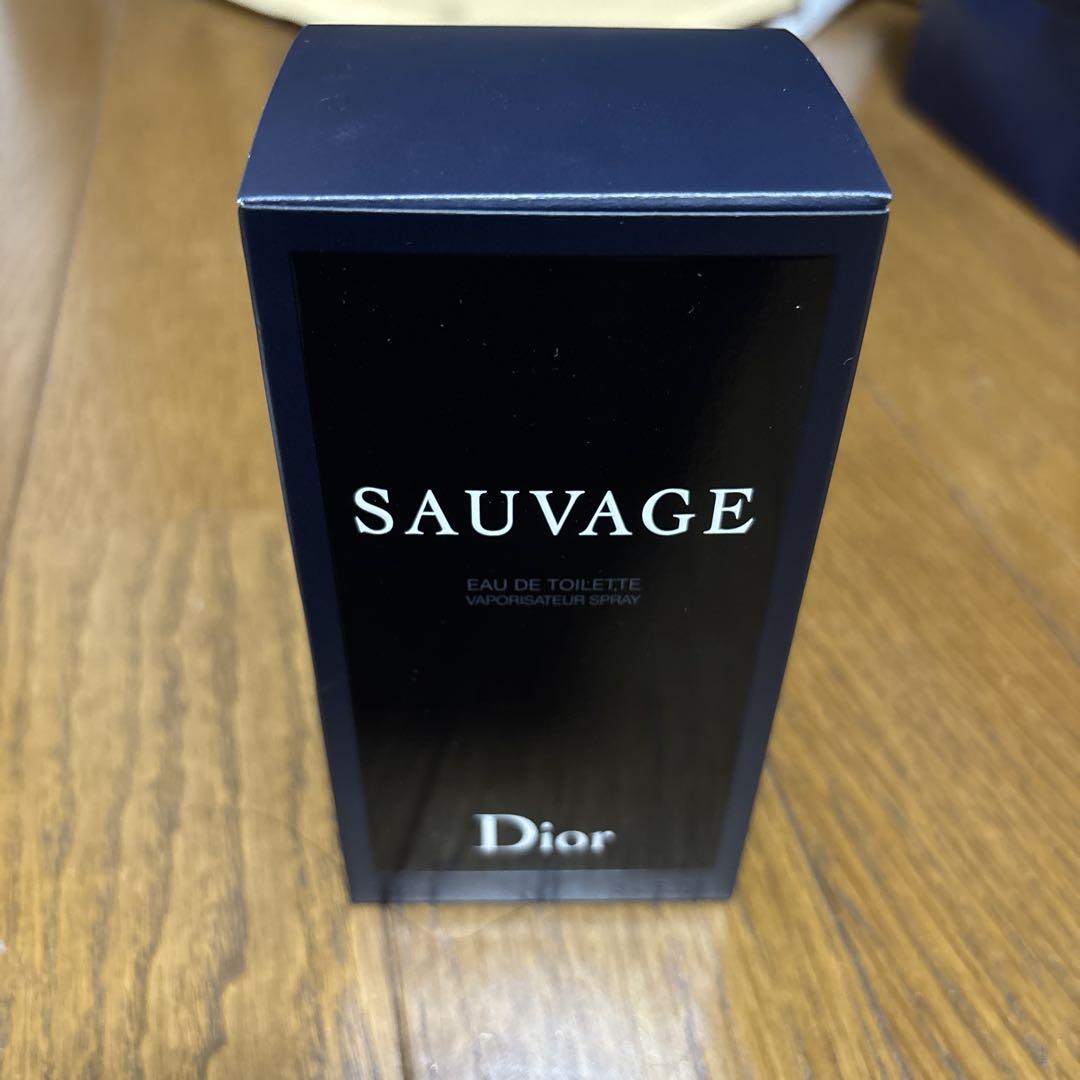 SAUVAGE
EAU DE TOILETTE
VAPORISATEUR SPRAY
Dior